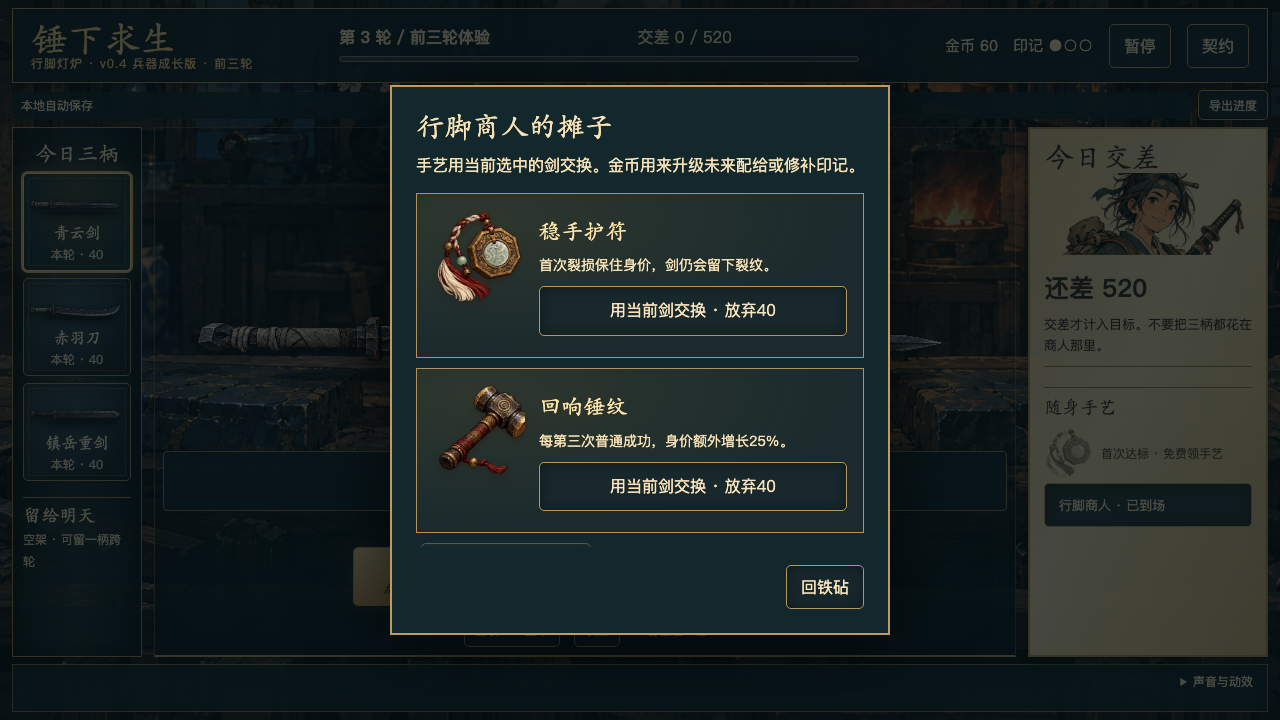 锤下求生
行脚灯炉 · v0.4 兵器成长版 · 前三轮
第 3 轮 / 前三轮体验
交差 0 / 520
金币 60
印记 ●○○
暂停
契约
本地自动保存
导出进度
今日三柄
青云剑
本轮 · 40
赤羽刀
本轮 · 40
镇岳重剑
本轮 · 40
留给明天
空架 · 可留一柄跨
轮
行脚商人的摊子
手艺用当前选中的剑交换。金币用来升级未来配给或修补印记。
稳手护符
首次裂损保住身价，剑仍会留下裂纹。
用当前剑交换 · 放弃40
回响锤纹
每第三次普通成功，身价额外增长25%。
用当前剑交换 · 放弃40
回铁砧
今日交差
还差 520
交差才计入目标。不要把三柄都花在
商人那里。
随身手艺
首次达标 · 免费领手艺
行脚商人 · 已到场
▶ 声音与动效